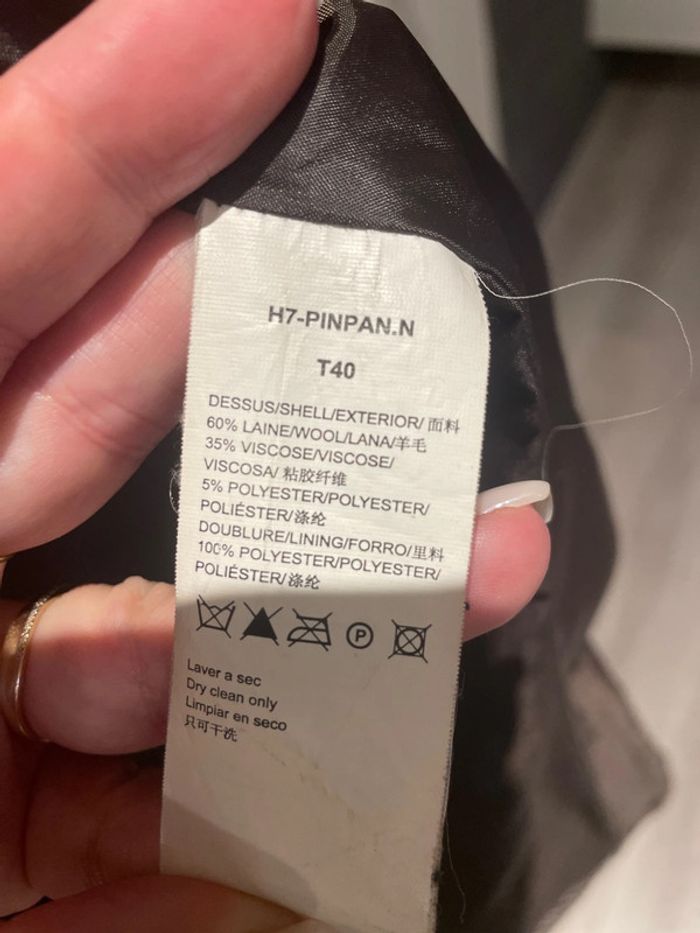 H7-PINPAN.N
T40
DESSUS/SHELL/EXTERIOR/ 面料
60% LAINE/WOOL/LANA/羊毛
35% VISCOSE/VISCOSE/
VISCOSA/ 粘胶纤维
5% POLYESTER/POLYESTER/
POLIÉSTER/涤纶
DOUBLURE/LINING/FORRO/里料
100% POLYESTER/POLYESTER/
POLIÉSTER/涤纶
P
Laver a sec
Dry clean only
Limpiar en seco
只可干洗